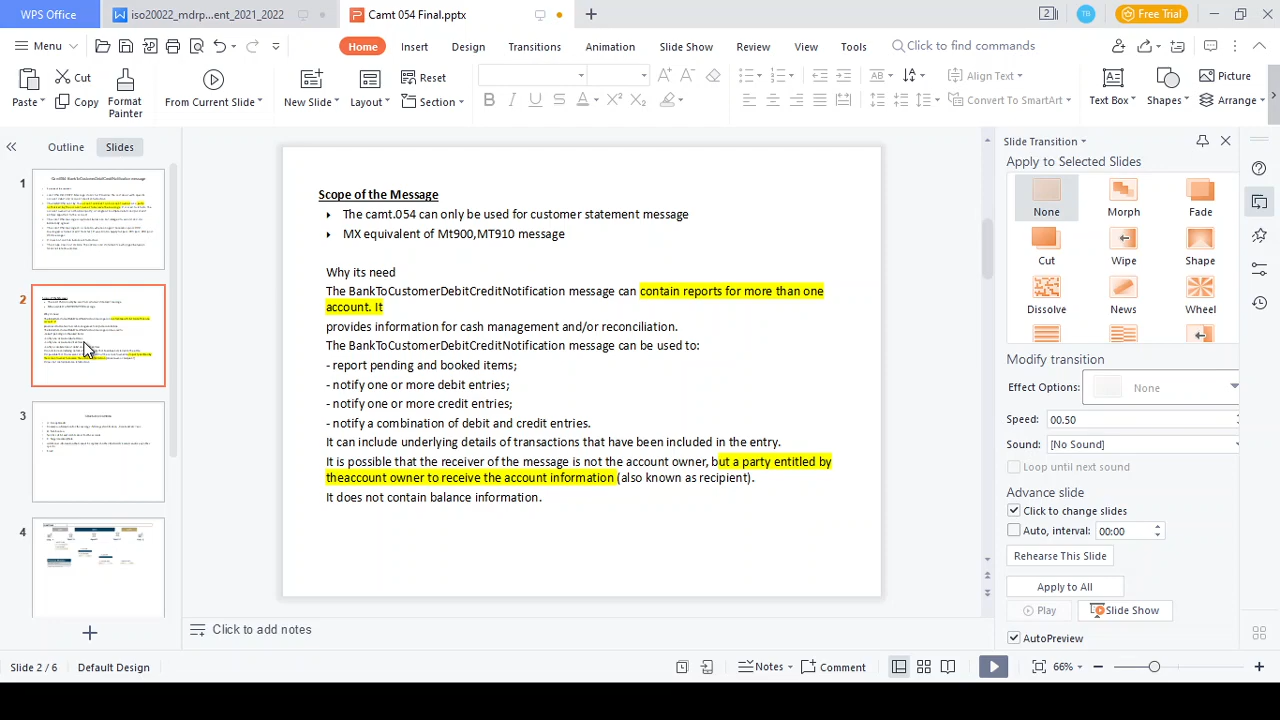 WPS Office
iso20022_mdrp...ent_2021_2022
Camt 054 Final.pptx
2
TB
Free Trial
Menu
Home
Insert
Design
Transitions
Animation
Slide Show
Review
View
Tools
Click to find commands
Paste
Cut
Copy
Format
Painter
From Current Slide
New Slide
Layout
Reset
Section
Align Text
Convert To SmartArt
Text Box
Shapes
Picture
Arrange
Outline
Slides
1
2
3
4
Scope of the Message
The camt.054 can only be used for customer statement message
MX equivalent of Mt900,MT910 message
Why its need
The BankToCustomerDebitCreditNotification message can contain reports for more than one
account. It
provides information for cash management and/or reconciliation.
The BankToCustomerDebitCreditNotification message can be used to:
- report pending and booked items;
- notify one or more debit entries;
- notify one or more credit entries;
- notify a combination of debit and credit entries.
It can include underlying details of transactions that have been included in the entry.
It is possible that the receiver of the message is not the account owner, but a party entitled by
theaccount owner to receive the account information (also known as recipient).
It does not contain balance information.
Click to add notes
Slide Transition
Apply to Selected Slides
None
Morph
Fade
Cut
Wipe
Shape
Dissolve
News
Wheel
Modify transition
Effect Options:
None
Speed:
00.50
Sound:
[No Sound]
Loop until next sound
Advance slide
Click to change slides
Auto, interval:
00:00
Rehearse This Slide
Apply to All
Play
Slide Show
AutoPreview
Slide 2 / 6
Default Design
Notes
Comment
66%